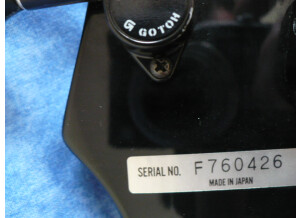 G GOTOH
SERIAL NO. F760426
MADE IN JAPAN